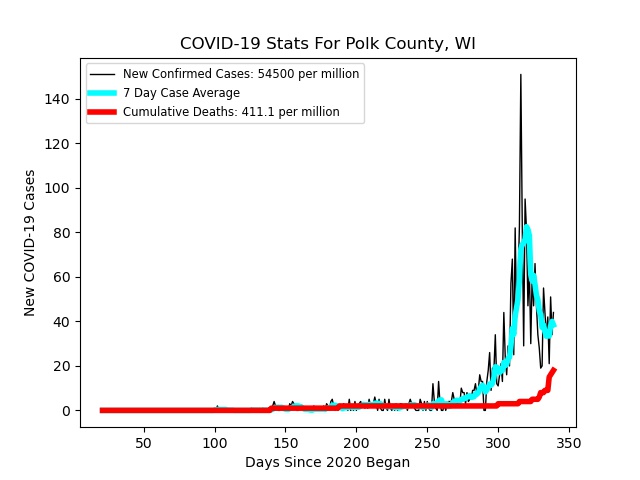 COVID-19 Stats For Polk County, WI
New Confirmed Cases: 54500 per million
7 Day Case Average
Cumulative Deaths: 411.1 per million
New COVID-19 Cases
140
120
100
80
60
40
20
0
50 100 150 200 250 300 350
Days Since 2020 Began